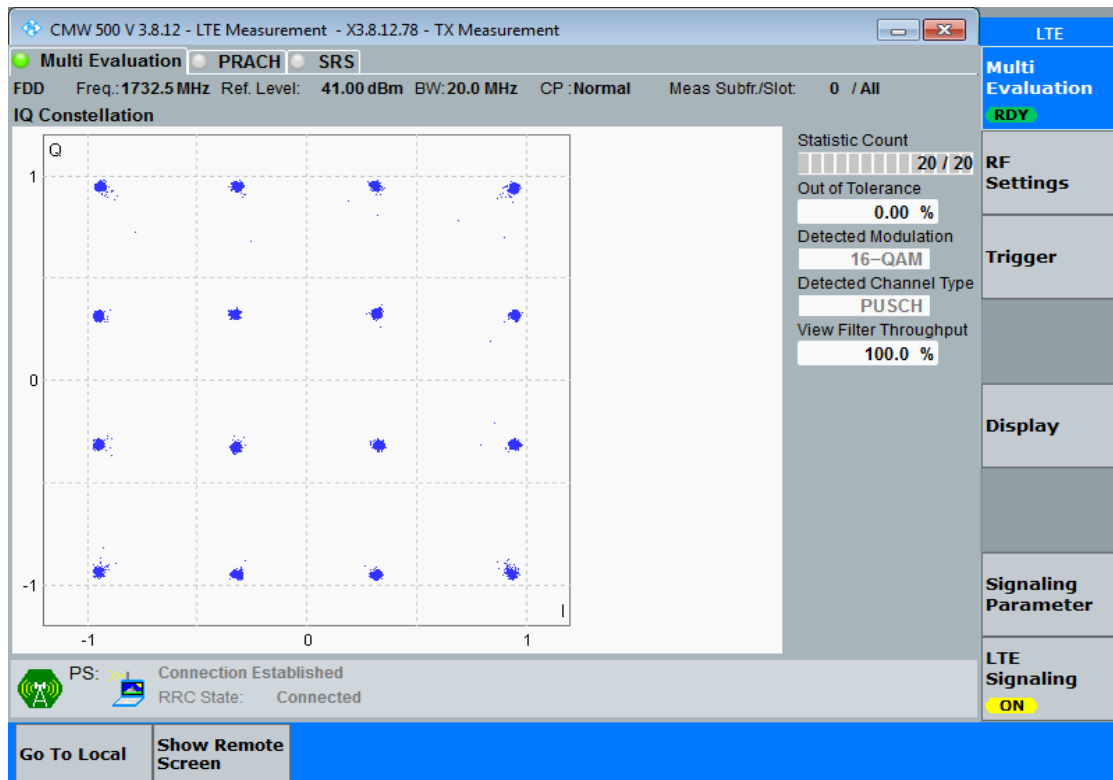 CMW 500 V 3.8.12 - LTE Measurement - X3.8.12.78 - TX Measurement
LTE
Multi Evaluation PRACH SRS
FDD Freq.: 1732.5 MHz Ref. Level: 41.00 dBm BW: 20.0 MHz CP : Normal Meas Subfr./Slot: 0 / All
IQ Constellation
Q
1
0
-1
-1 0 1
I
Statistic Count
20 / 20
Out of Tolerance
0.00 %
Detected Modulation
16-QAM
Detected Channel Type
PUSCH
View Filter Throughput
100.0 %
Multi
Evaluation
RDY
RF
Settings
Trigger
Display
Signaling
Parameter
LTE
Signaling
ON
PS: Connection Established
RRC State: Connected
Go To Local
Show Remote
Screen